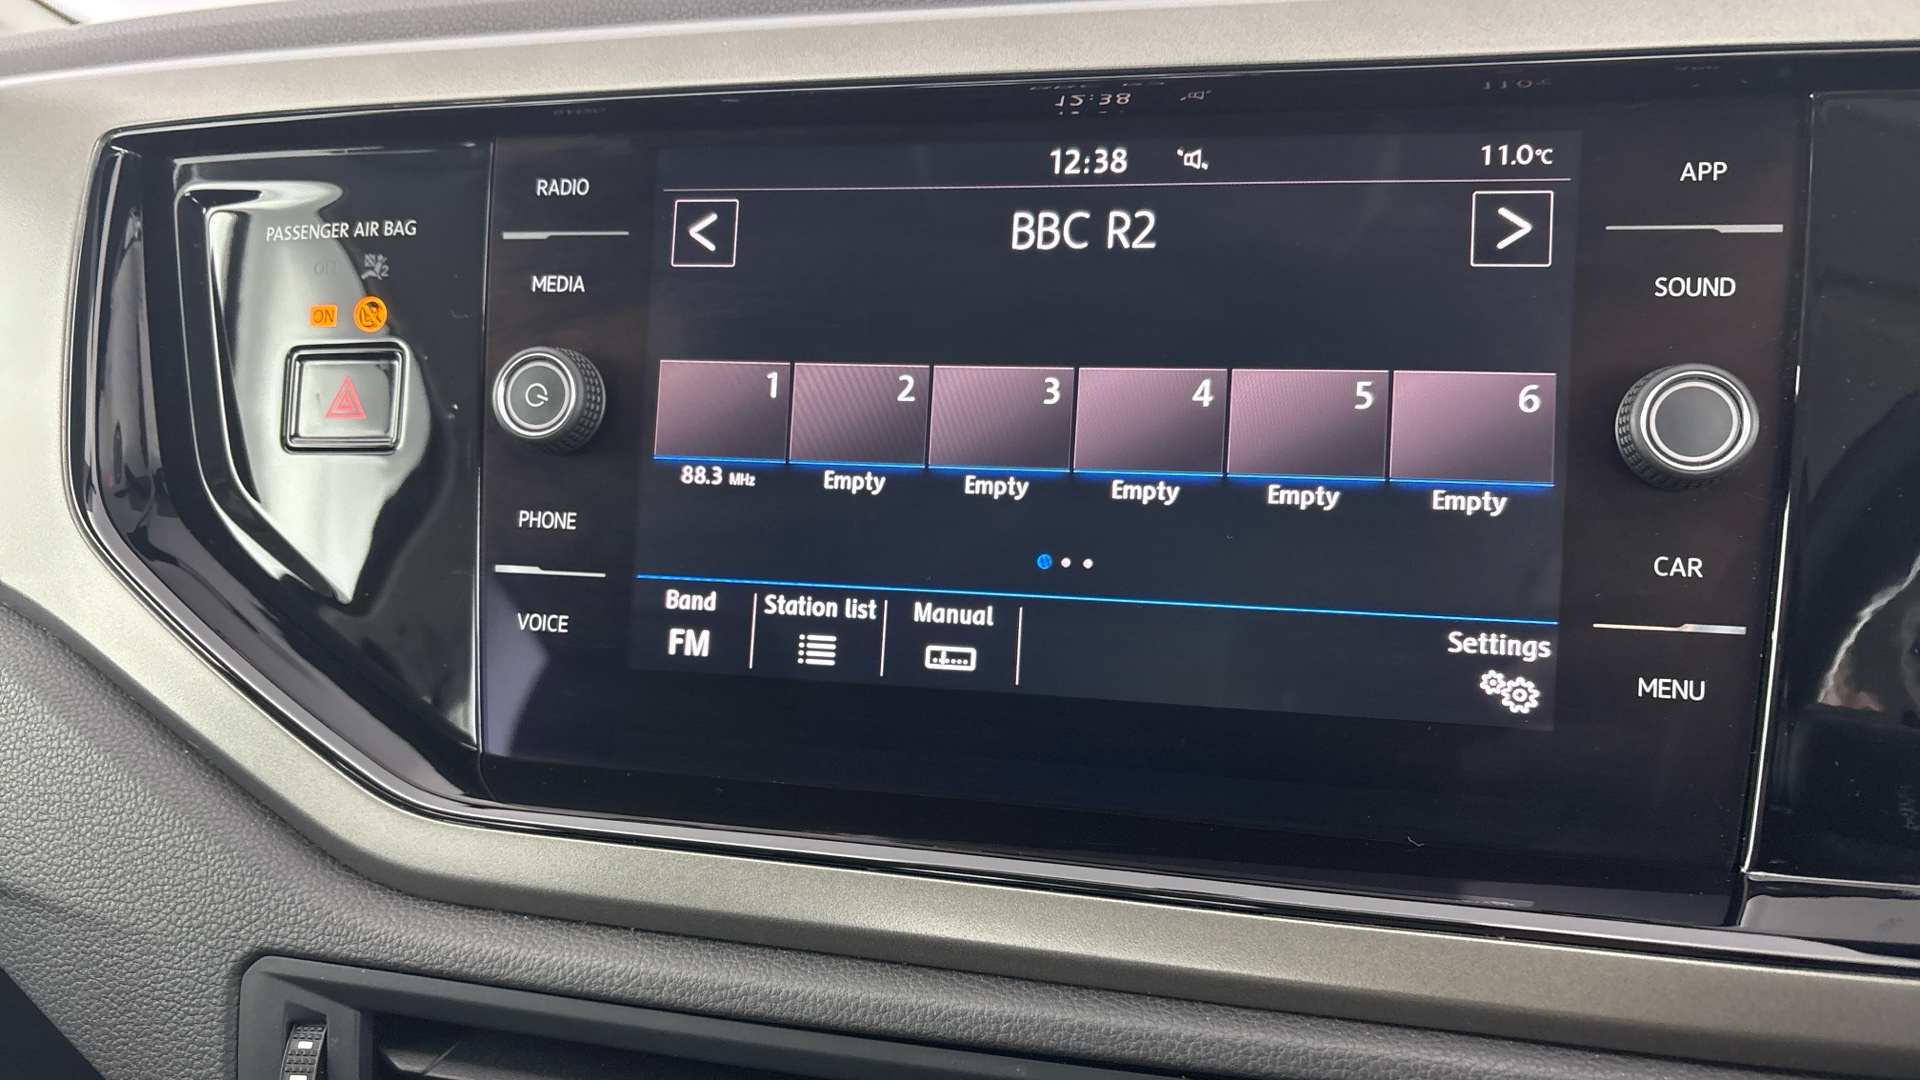 PASSENGER AIR BAG
OFF
ON
RADIO
MEDIA
PHONE
VOICE
12:38
11.0°C
<
BBC R2
>
1
2
3
4
5
6
88.3 MHz
Empty
Empty
Empty
Empty
Empty
Band
FM
Station list
Manual
Settings
APP
SOUND
CAR
MENU